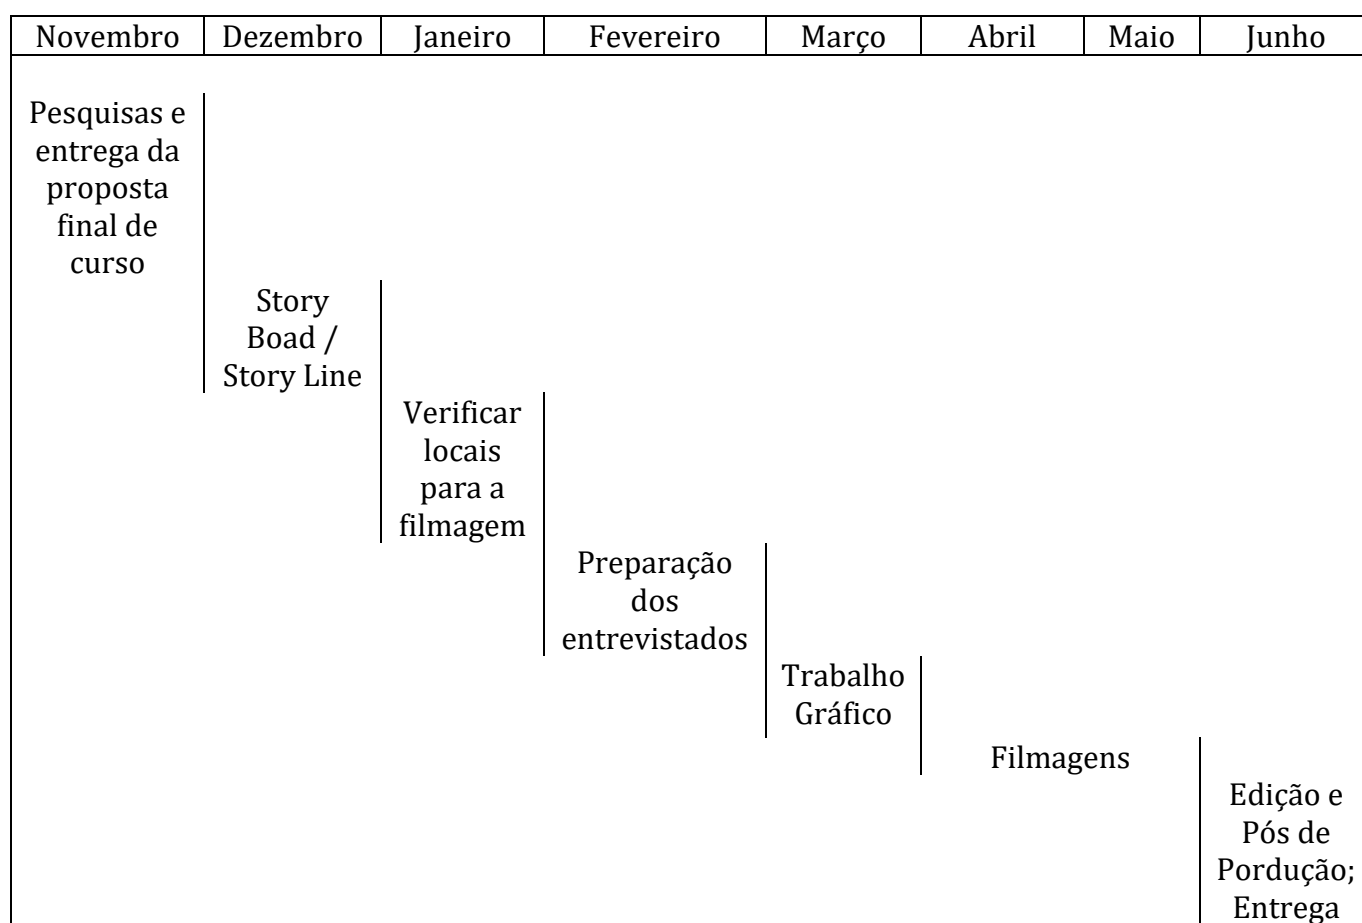 Novembro Dezembro Janeiro Fevereiro Março Abril Maio Junho
Pesquisas e
entrega da
proposta
final de
curso
Story
Boad /
Story Line
Verificar
locais
para a
filmagem
Preparação
dos
entrevistados
Trabalho
Gráfico
Filmagens
Edição e
Pós de
Pordução;
Entrega